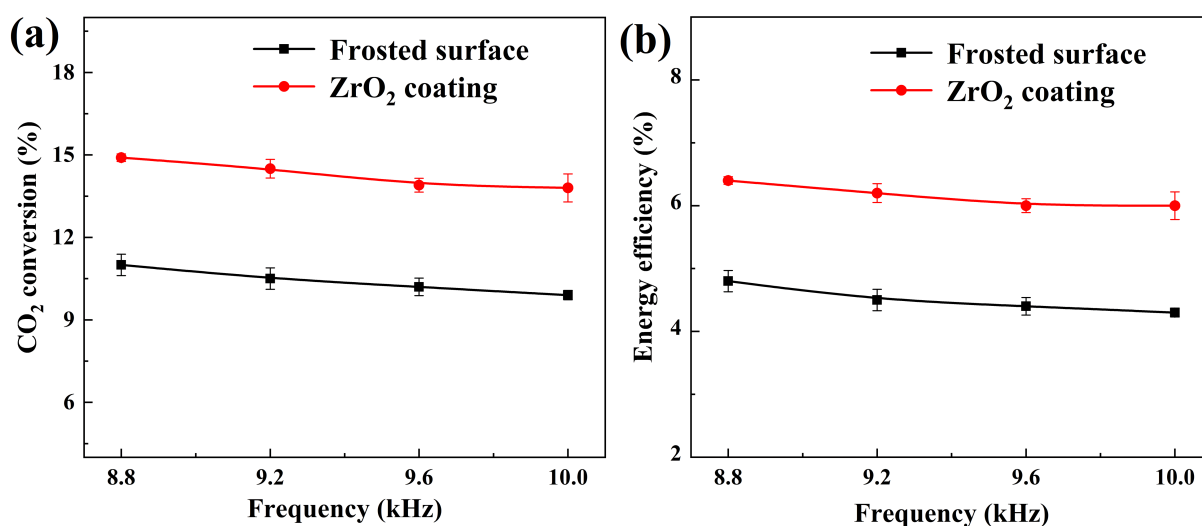 (a)
Frosted surface
ZrO₂ coating
18
15
12
9
6
CO₂ conversion (%)
8.8
9.2
9.6
10.0
Frequency (kHz)
(b)
Frosted surface
ZrO₂ coating
8
6
4
2
Energy efficiency (%)
8.8
9.2
9.6
10.0
Frequency (kHz)